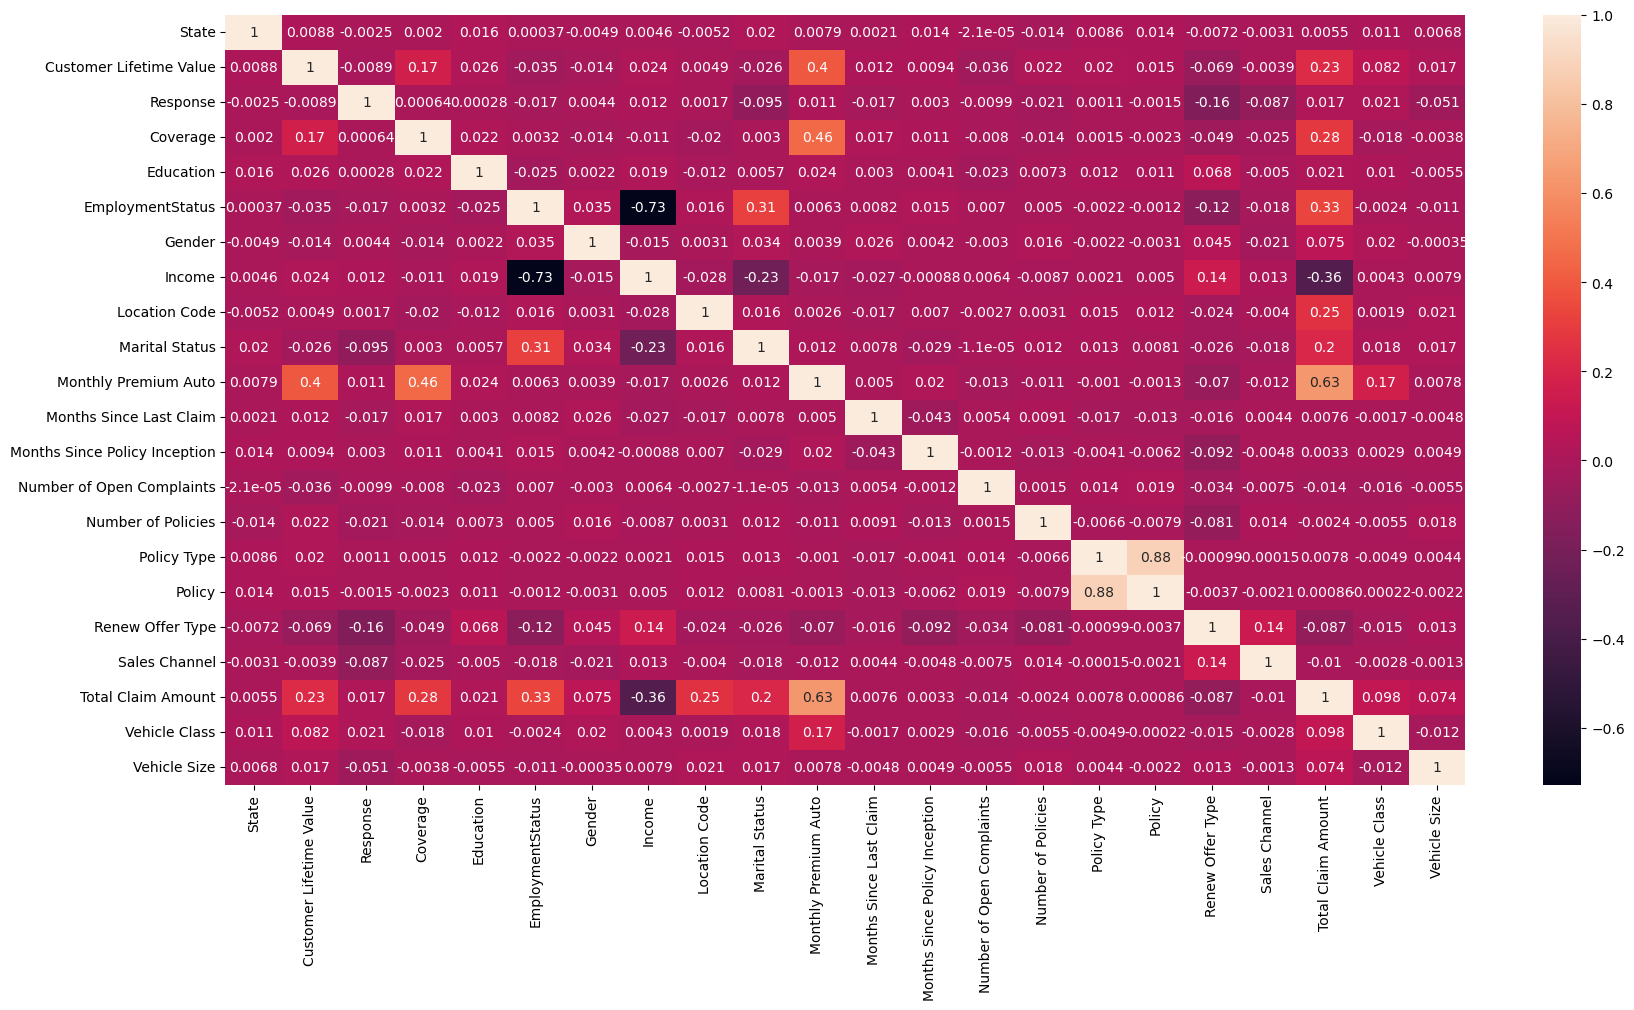 State 1 0.0088 -0.0025 0.002 0.016 0.00037 -0.0049 0.0046 -0.0052 0.02 0.0079 0.0021 0.014 -2.1e-05 -0.014 0.0086 0.014 -0.0072 -0.0031 0.0055 0.011 0.0068 1.0
Customer Lifetime Value 0.0088 1 -0.0089 0.17 0.026 -0.035 -0.014 0.024 0.0049 -0.026 0.4 0.012 0.0094 -0.036 0.022 0.02 0.015 -0.069 -0.0039 0.23 0.082 0.017
Response -0.0025 -0.0089 1 0.00064 0.00028 -0.017 0.0044 0.012 0.0017 -0.095 0.011 -0.017 0.003 -0.0099 -0.021 0.0011 -0.0015 -0.16 -0.087 0.017 0.021 -0.051 0.8
Coverage 0.002 0.17 0.00064 1 0.022 0.0032 -0.014 -0.011 -0.02 0.003 0.46 0.017 0.011 -0.008 -0.014 0.0015 -0.0023 -0.049 -0.025 0.28 -0.018 -0.0038
Education 0.016 0.026 0.00028 0.022 1 -0.025 0.0022 0.019 -0.012 0.0057 0.024 0.003 0.0041 -0.023 0.0073 0.012 0.011 0.068 -0.005 0.021 0.01 -0.0055
0.6
EmploymentStatus 0.00037 -0.035 -0.017 0.0032 -0.025 1 0.035 -0.73 0.016 0.31 0.0063 0.0082 0.015 0.007 0.005 -0.0022 -0.0012 -0.12 -0.018 0.33 -0.0024 -0.011
Gender -0.0049 -0.014 0.0044 -0.014 0.0022 0.035 1 -0.015 0.0031 0.034 0.0039 0.026 0.0042 -0.003 0.016 -0.0022 -0.0031 0.045 -0.021 0.075 0.02 -0.00035
Income 0.0046 0.024 0.012 -0.011 0.019 -0.73 -0.015 1 -0.028 -0.23 -0.017 -0.027 -0.00088 0.0064 -0.0087 0.0021 0.005 0.14 0.013 -0.36 0.0043 0.0079 0.4
Location Code -0.0052 0.0049 0.0017 -0.02 -0.012 0.016 0.0031 -0.028 1 0.016 0.0026 -0.017 0.007 -0.0027 0.0031 0.015 0.012 -0.024 -0.004 0.25 0.0019 0.021
Marital Status 0.02 -0.026 -0.095 0.003 0.0057 0.31 0.034 -0.23 0.016 1 0.012 0.0078 -0.029 -1.1e-05 0.012 0.013 0.0081 -0.026 -0.018 0.2 0.018 0.017
Monthly Premium Auto 0.0079 0.4 0.011 0.46 0.024 0.0063 0.0039 -0.017 0.0026 0.012 1 0.005 0.02 -0.013 -0.011 -0.001 -0.0013 -0.07 -0.012 0.63 0.17 0.0078 0.2
Months Since Last Claim 0.0021 0.012 -0.017 0.017 0.003 0.0082 0.026 -0.027 -0.017 0.0078 0.005 1 -0.043 0.0054 0.0091 -0.017 -0.013 -0.016 0.0044 0.0076 -0.0017 -0.0048
Months Since Policy Inception 0.014 0.0094 0.003 0.011 0.0041 0.015 0.0042 -0.00088 0.007 -0.029 0.02 -0.043 1 -0.0012 -0.013 -0.0041 -0.0062 -0.092 -0.0048 0.0033 0.0029 0.0049
0.0
Number of Open Complaints -2.1e-05 -0.036 -0.0099 -0.008 -0.023 0.007 -0.003 0.0064 -0.0027 -1.1e-05 -0.013 0.0054 -0.0012 1 0.0015 0.014 0.019 -0.034 -0.0075 -0.014 -0.016 -0.0055
Number of Policies -0.014 0.022 -0.021 -0.014 0.0073 0.005 0.016 -0.0087 0.0031 0.012 -0.011 0.0091 -0.013 0.0015 1 -0.0066 -0.0079 -0.081 0.014 -0.0024 -0.0055 0.018
Policy Type 0.0086 0.02 0.0011 0.0015 0.012 -0.0022 -0.0022 0.0021 0.015 0.013 -0.001 -0.017 -0.0041 0.014 -0.0066 1 0.88 -0.00099 -0.00015 0.0078 -0.0049 0.0044 −0.2
Policy 0.014 0.015 -0.0015 -0.0023 0.011 -0.0012 -0.0031 0.005 0.012 0.0081 -0.0013 -0.013 -0.0062 0.019 -0.0079 0.88 1 -0.0037 -0.0021 0.00086 -0.00022 -0.0022
Renew Offer Type -0.0072 -0.069 -0.16 -0.049 0.068 -0.12 0.045 0.14 -0.024 -0.026 -0.07 -0.016 -0.092 -0.034 -0.081 -0.00099 -0.0037 1 0.14 -0.087 -0.015 0.013
−0.4
Sales Channel -0.0031 -0.0039 -0.087 -0.025 -0.005 -0.018 -0.021 0.013 -0.004 -0.018 -0.012 0.0044 -0.0048 -0.0075 0.014 -0.00015 -0.0021 0.14 1 -0.01 -0.0028 -0.0013
Total Claim Amount 0.0055 0.23 0.017 0.28 0.021 0.33 0.075 -0.36 0.25 0.2 0.63 0.0076 0.0033 -0.014 -0.0024 0.0078 0.00086 -0.087 -0.01 1 0.098 0.074
Vehicle Class 0.011 0.082 0.021 -0.018 0.01 -0.0024 0.02 0.0043 0.0019 0.018 0.17 -0.0017 0.0029 -0.016 -0.0055 -0.0049 -0.00022 -0.015 -0.0028 0.098 1 -0.012 −0.6
Vehicle Size 0.0068 0.017 -0.051 -0.0038 -0.0055 -0.011 -0.00035 0.0079 0.021 0.017 0.0078 -0.0048 0.0049 -0.0055 0.018 0.0044 -0.0022 0.013 -0.0013 0.074 -0.012 1
State
Customer Lifetime Value
Response
Coverage
Education
EmploymentStatus
Gender
Income
Location Code
Marital Status
Monthly Premium Auto
Months Since Last Claim
Months Since Policy Inception
Number of Open Complaints
Number of Policies
Policy Type
Policy
Renew Offer Type
Sales Channel
Total Claim Amount
Vehicle Class
Vehicle Size